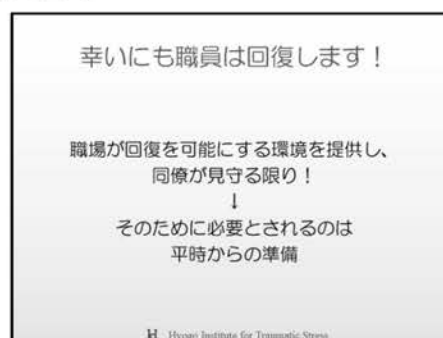 幸いにも職員は回復します！
職場が回復を可能にする環境を提供し、
同僚が見守る限り！
↓
そのために必要とされるのは
平時からの準備
Hyogo Institute for Traumatic Stress